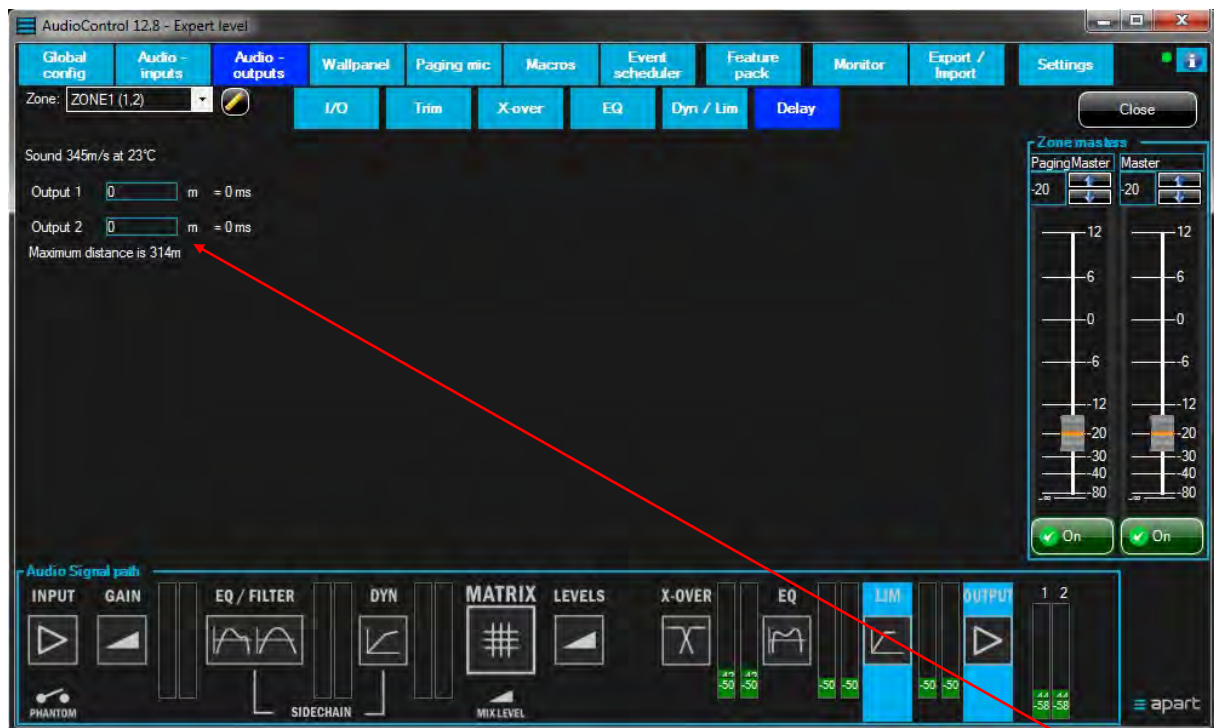 AudioControl 12.8 - Expert level
Global config
Audio - inputs
Audio - outputs
Wallpanel
Paging mic
Macros
Event scheduler
Feature pack
Monitor
Export / Import
Settings
i
Zone: ZONE1 (1,2)
I/O
Trim
X-over
EQ
Dyn / Lim
Delay
Close
Sound 345m/s at 23°C
Output 1 0 m = 0 ms
Output 2 0 m = 0 ms
Maximum distance is 314m
Zone masters
PagingMaster Master
-20 -20
12 12
6 6
0 0
-6 -6
-12 -12
-20 -20
-30 -30
-40 -40
-80 -80
-∞ -∞
On On
Audio Signal path
INPUT GAIN EQ / FILTER DYN MATRIX LEVELS X-OVER EQ LIM OUTPUT 1 2
-42 -42
-50 -50 -50 -50 -50 -50
-44 -44
-58 -58
PHANTOM SIDECHAIN MIX LEVEL
apart